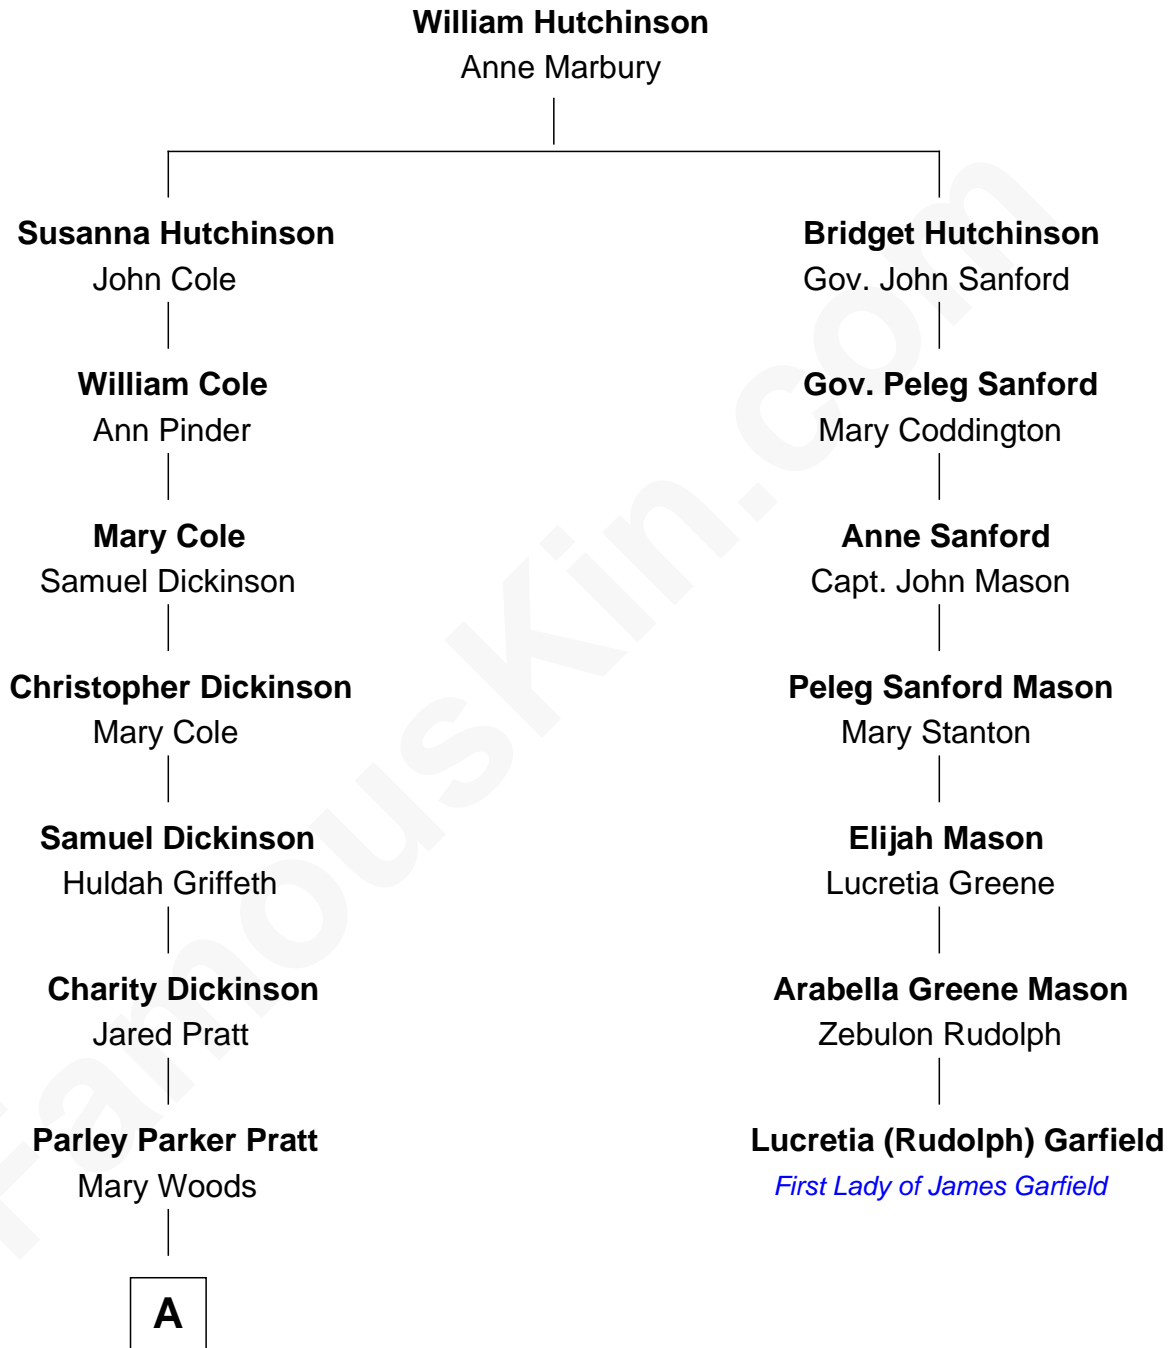 William Hutchinson
Anne Marbury
Susanna Hutchinson
John Cole
Bridget Hutchinson
Gov. John Sanford
William Cole
Ann Pinder
Gov. Peleg Sanford
Mary Coddington
Mary Cole
Samuel Dickinson
Anne Sanford
Capt. John Mason
Christopher Dickinson
Mary Cole
Peleg Sanford Mason
Mary Stanton
Samuel Dickinson
Huldah Griffeth
Elijah Mason
Lucretia Greene
Charity Dickinson
Jared Pratt
Arabella Greene Mason
Zebulon Rudolph
Parley Parker Pratt
Mary Woods
Lucretia (Rudolph) Garfield
First Lady of James Garfield
A
FamousKin.com